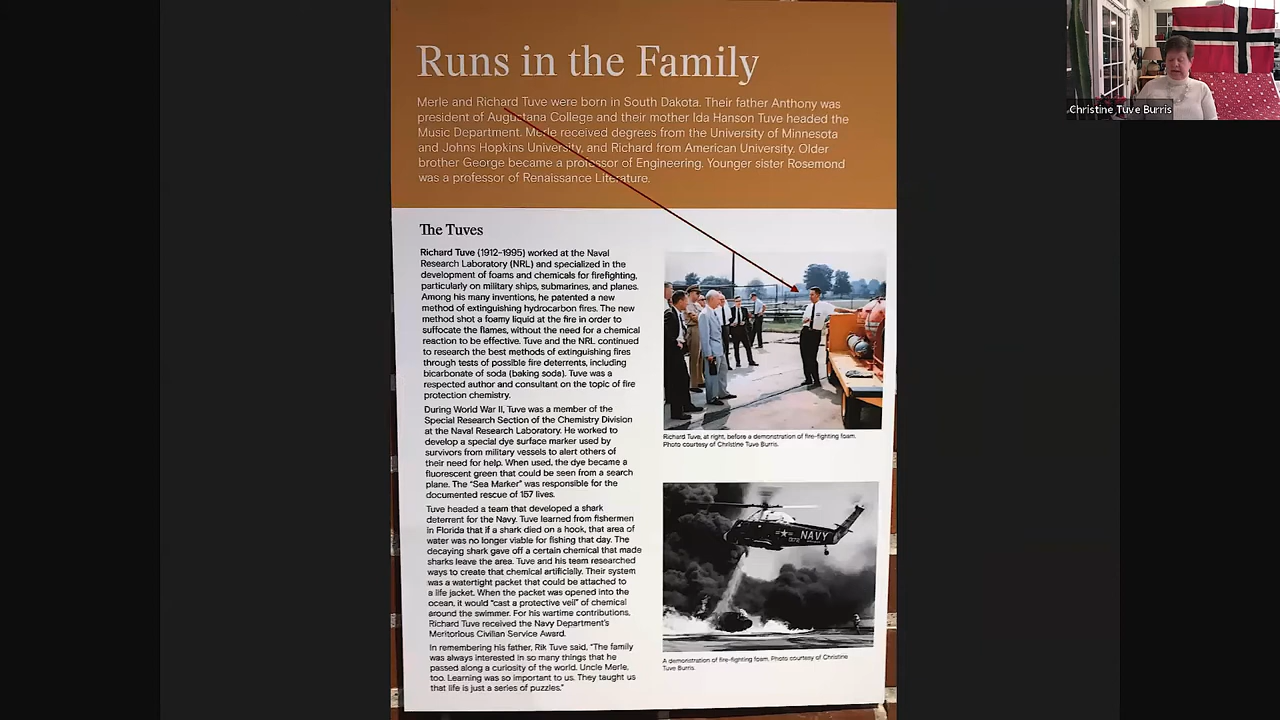 Runs in the Family
Merle and Richard Tuve were born in South Dakota. Their father Anthony was
president of Augustana College and their mother Ida Hanson Tuve headed the
Music Department. Merle received degrees from the University of Minnesota
and Johns Hopkins University, and Richard from American University. Older
brother George became a professor of Engineering. Younger sister Rosemond
was a professor of Renaissance Literature.
The Tuves
Richard Tuve (1912-1995) worked at the Naval
Research Laboratory (NRL) and specialized in the
development of foams and chemicals for firefighting,
particularly on military ships, submarines, and planes.
Among his many inventions, he patented a new
method of extinguishing hydrocarbon fires. The new
method shot a foamy liquid at the fire in order to
suffocate the flames, without the need for a chemical
reaction to be effective. Tuve and the NRL continued
to research the best methods of extinguishing fires
through tests of possible fire deterrents, including
bicarbonate of soda (baking soda). Tuve was a
respected author and consultant on the topic of fire
protection chemistry.
During World War II, Tuve was a member of the
Special Research Section of the Chemistry Division
at the Naval Research Laboratory. He worked to
develop a special dye surface marker used by
survivors from military vessels to alert others of
their need for help. When used, the dye became a
fluorescent green that could be seen from a search
plane. The "Sea Marker" was responsible for the
documented rescue of 157 lives.
Tuve headed a team that developed a shark
deterrent for the Navy. Tuve learned from fishermen
in Florida that if a shark died on a hook, that area of
water was no longer viable for fishing that day. The
decaying shark gave off a certain chemical that made
sharks leave the area. Tuve and his team researched
ways to create that chemical artificially. Their system
was a watertight packet that could be attached to
a life jacket. When the packet was opened into the
ocean, it would "cast a protective veil" of chemical
around the swimmer. For his wartime contributions,
Richard Tuve received the Navy Department's
Meritorious Civilian Service Award.
In remembering his father, Rik Tuve said, "The family
was always interested in so many things that he
passed along a curiosity of the world. Uncle Merle,
too. Learning was so important to us. They taught us
that life is just a series of puzzles."
Richard Tuve, at right, before a demonstration of fire-fighting foam.
Photo courtesy of Christine Tuve Burris.
NAVY
A demonstration of fire-fighting foam. Photo courtesy of Christine
Tuve Burris.
Christine Tuve Burris